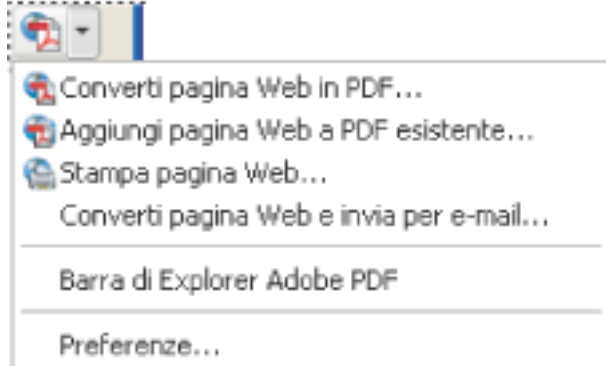 Converti pagina Web in PDF...
Aggiungi pagina Web a PDF esistente...
Stampa pagina Web...
Converti pagina Web e invia per e-mail...
Barra di Explorer Adobe PDF
Preferenze...